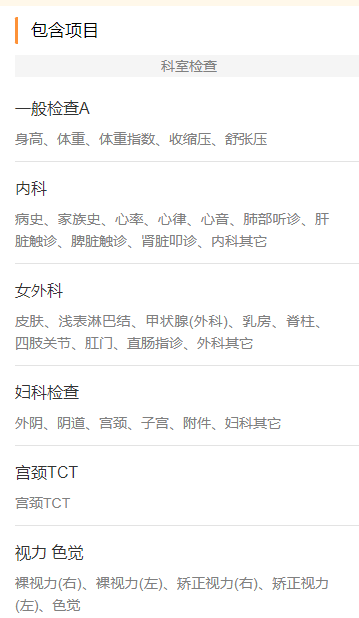 包含项目
科室检查
一般检查A
身高、体重、体重指数、收缩压、舒张压
内科
病史、家族史、心率、心律、心音、肺部听诊、肝
脏触诊、脾脏触诊、肾脏叩诊、内科其它
女外科
皮肤、浅表淋巴结、甲状腺(外科)、乳房、脊柱、
四肢关节、肛门、直肠指诊、外科其它
妇科检查
外阴、阴道、宫颈、子宫、附件、妇科其它
宫颈TCT
宫颈TCT
视力 色觉
裸视力(右)、裸视力(左)、矫正视力(右)、矫正视力
(左)、色觉